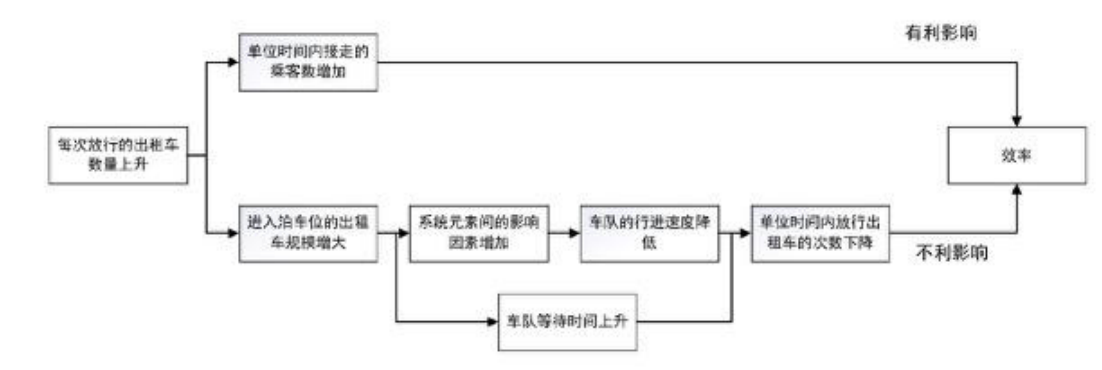 有利影响
单位时间内接走的
乘客数增加
每次放行的出租车
数量上升
效率
进入泊车位的出租
车规模增大
系统元素间的影响
因素增加
车队的行进速度降
低
单位时间内放行出
租车的次数下降
不利影响
车队等待时间上升